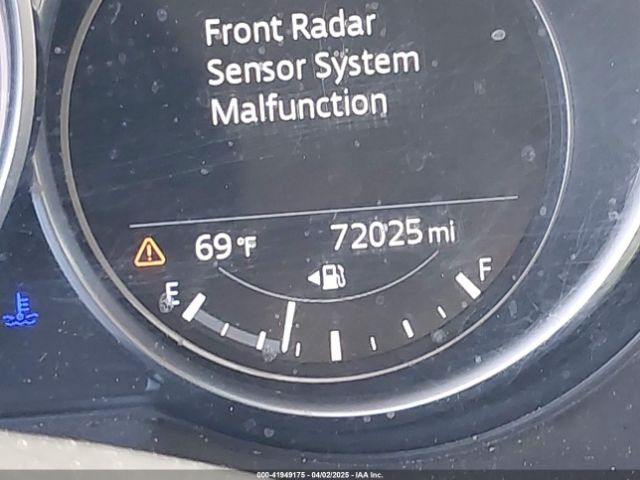 Front Radar
Sensor System
Malfunction
69°F
72025 mi
E
F
000-41949175 - 04/02/2025 - IAA Inc.